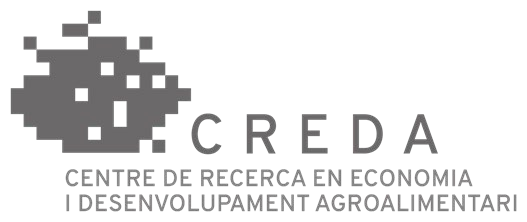 CREDA
CENTRE DE RECERCA EN ECONOMIA
I DESENVOLUPAMENT AGROALIMENTARI